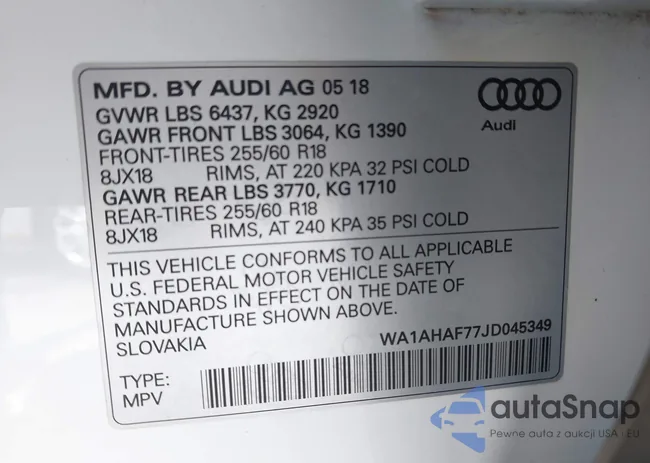 MFD. BY AUDI AG 05 18
GVWR LBS 6437, KG 2920
GAWR FRONT LBS 3064, KG 1390
FRONT-TIRES 255/60 R18
8JX18 RIMS, AT 220 KPA 32 PSI COLD
GAWR REAR LBS 3770, KG 1710
REAR-TIRES 255/60 R18
8JX18 RIMS, AT 240 KPA 35 PSI COLD
Audi
THIS VEHICLE CONFORMS TO ALL APPLICABLE
U.S. FEDERAL MOTOR VEHICLE SAFETY
STANDARDS IN EFFECT ON THE DATE OF
MANUFACTURE SHOWN ABOVE.
SLOVAKIA WA1AHAF77JD045349
TYPE:
MPV
autaSnap
Pewne auta z aukcji USA i EU